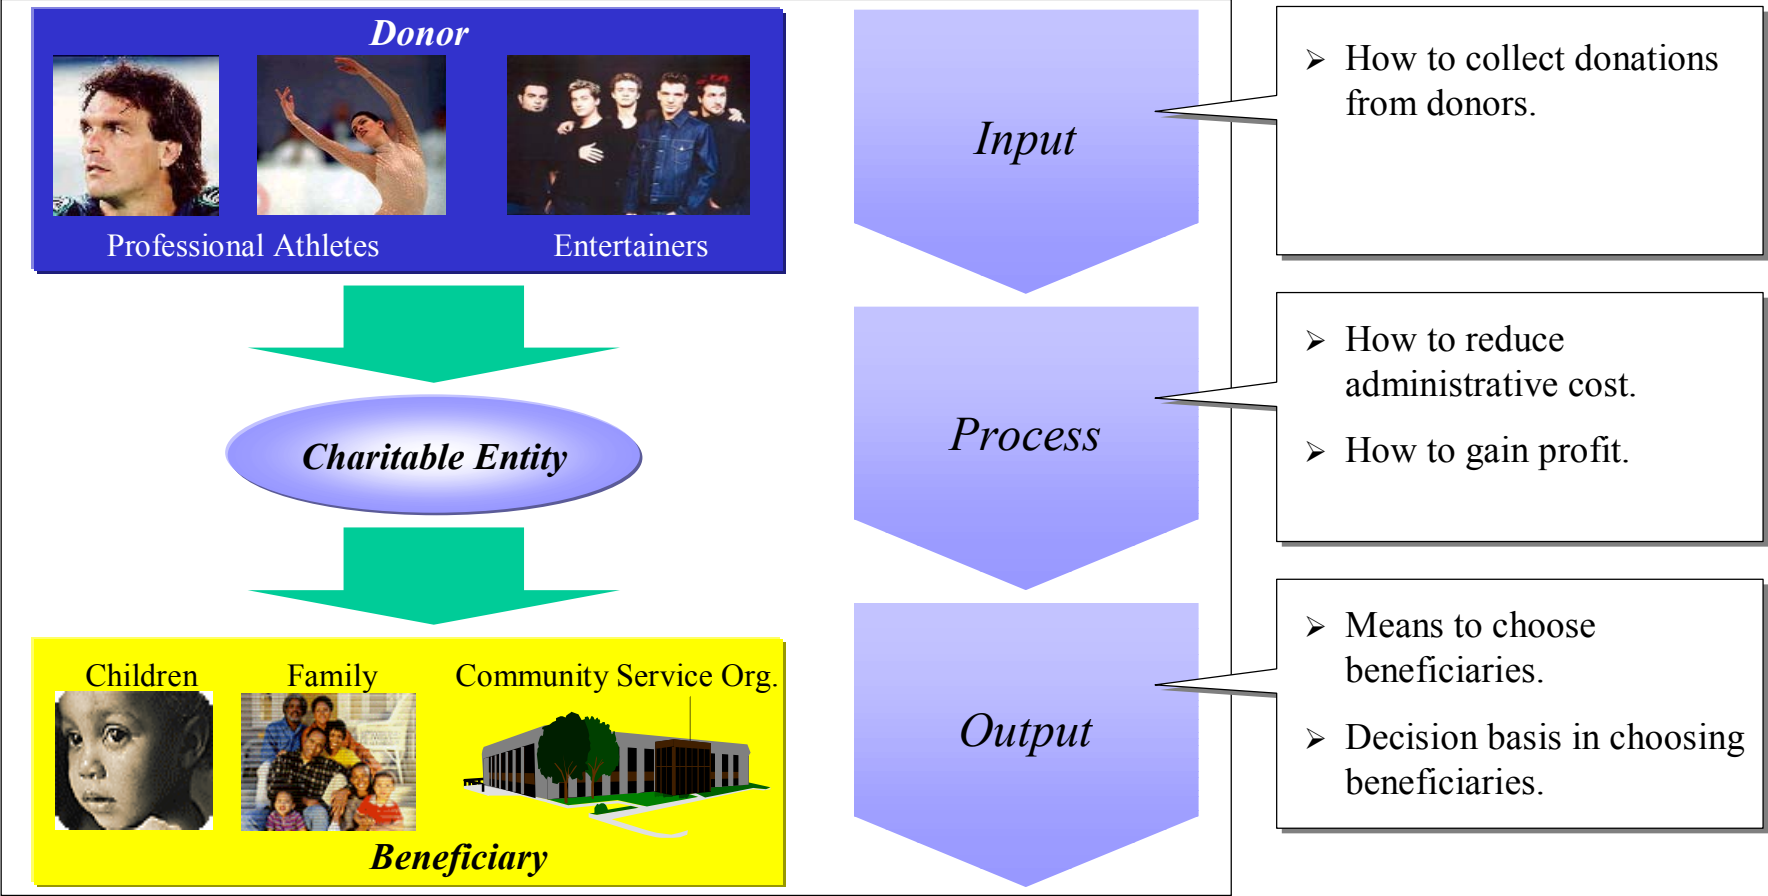 Donor
Professional Athletes
Entertainers
Charitable Entity
Children
Family
Community Service Org.
Beneficiary
Input
Process
Output
➢ How to collect donations
from donors.
➢ How to reduce
administrative cost.
➢ How to gain profit.
➢ Means to choose
beneficiaries.
➢ Decision basis in choosing
beneficiaries.